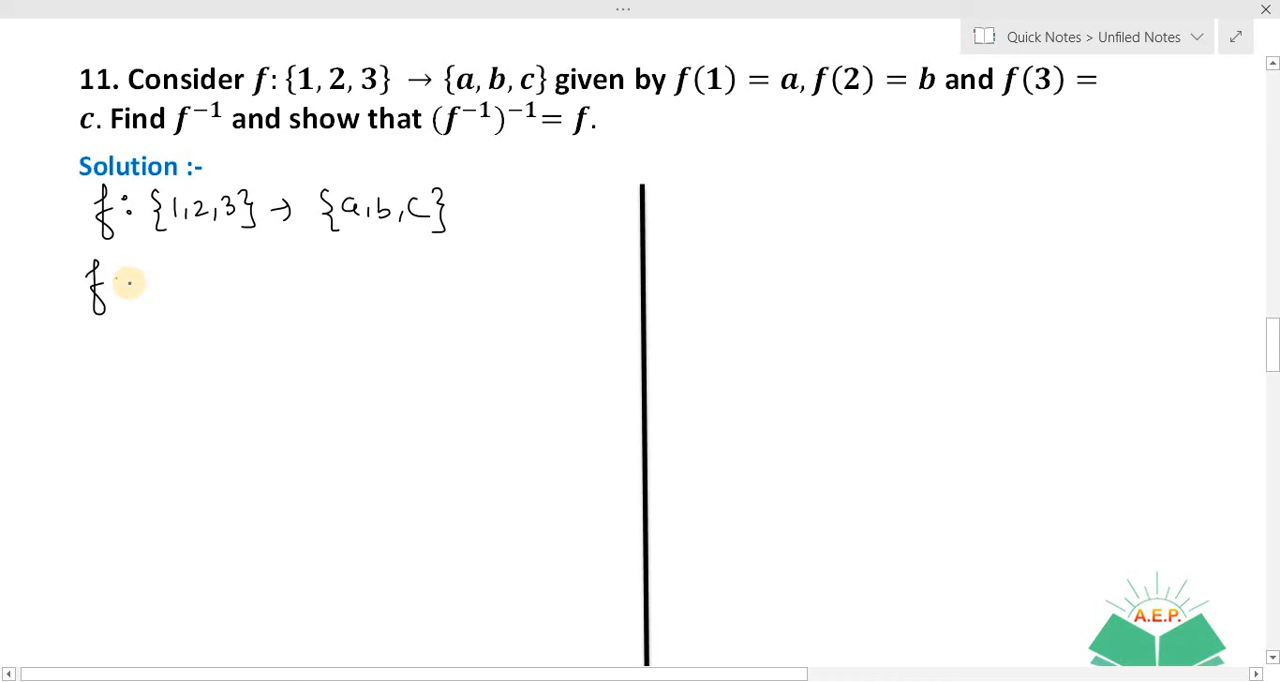 ...
Quick Notes > Unfiled Notes
11. Consider f: {1, 2, 3} → {a, b, c} given by f(1) = a, f(2) = b and f(3) =
c. Find f⁻¹ and show that (f⁻¹)⁻¹= f.
Solution :-
f: {1,2,3} → {a,b,c}
f
A.E.P.